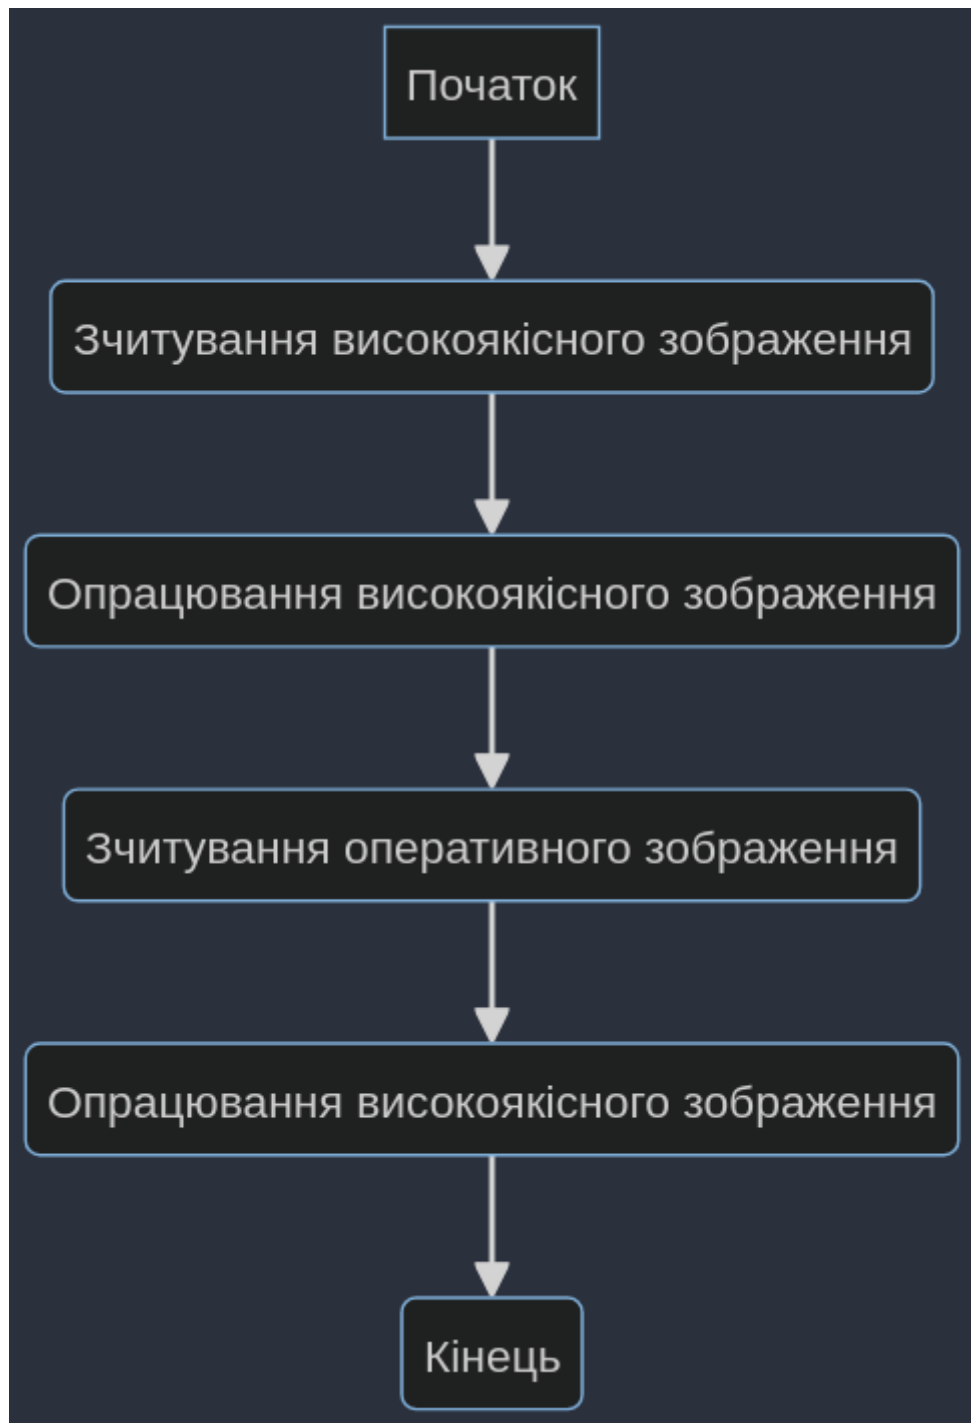 Початок
Зчитування високоякісного зображення
Опрацювання високоякісного зображення
Зчитування оперативного зображення
Опрацювання високоякісного зображення
Кінець